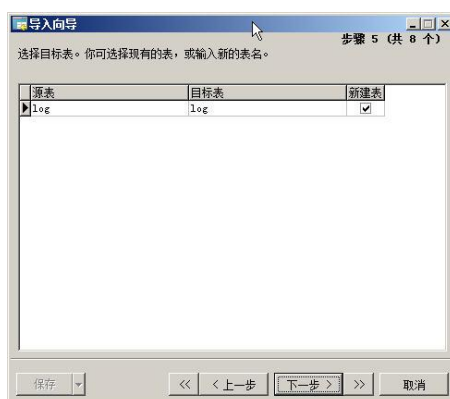 导入向导
步骤 5 (共 8 个)
选择目标表。你可选择现有的表，或输入新的表名。
源表 目标表 新建表
log log
保存 << < 上一步 下一步 > >> 取消